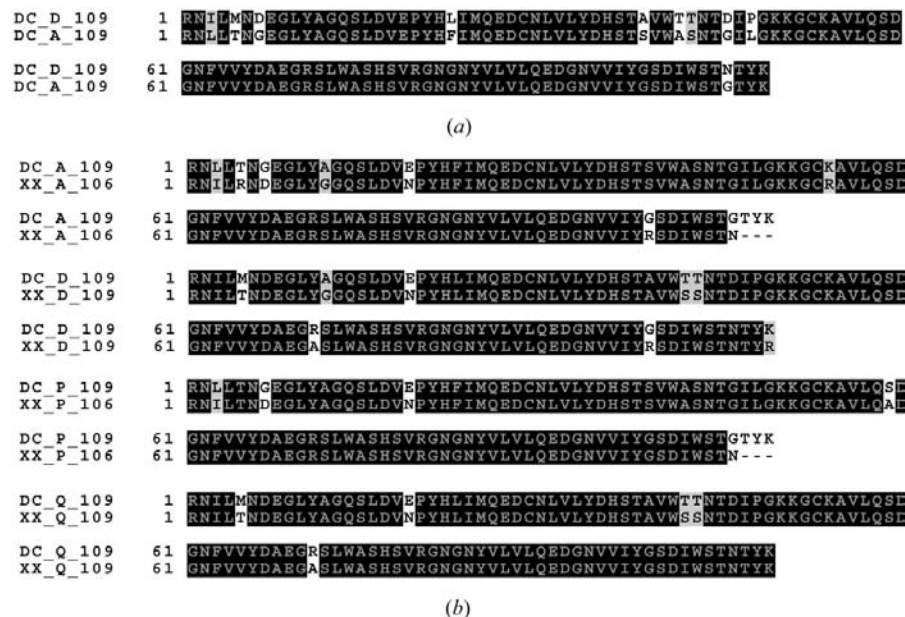 DC_D_109 1 RNILMNDEGLYAGQSLDVEPYHLIMQEDCNLVLYDHSTAVWTTNTDIPGKKGCKAVLQSD
DC_A_109 1 RNLLTNGEGLYAGQSLDVEPYHFIMQEDCNLVLYDHSTSVWASNTGILGKKGCKAVLQSD
DC_D_109 61 GNFVVYDAEGRSLWASHSVRGNGNYVLVLQEDGNVVIYGSDIWSTNTYK
DC_A_109 61 GNFVVYDAEGRSLWASHSVRGNGNYVLVLQEDGNVVIYGSDIWSTGTYK
(a)
DC_A_109 1 RNLLTNGEGLYAGQSLDVEPYHFIMQEDCNLVLYDHSTSVWASNTGILGKKGCKAVLQSD
XX_A_106 1 RNILRNDEGLYGGQSLDVNPYHFIMQEDCNLVLYDHSTSVWASNTGILGKKGCRAVLQSD
DC_A_109 61 GNFVVYDAEGRSLWASHSVRGNGNYVLVLQEDGNVVIYGSDIWSTGTYK
XX_A_106 61 GNFVVYDAEGRSLWASHSVRGNGNYVLVLQEDGNVVIYRSDIWSTN---
DC_D_109 1 RNILMNDEGLYAGQSLDVEPYHLIMQEDCNLVLYDHSTAVWTTNTDIPGKKGCKAVLQSD
XX_D_109 1 RNILTNDEGLYGGQSLDVNPYHLIMQEDCNLVLYDHSTAVWSSNTDIPGKKGCKAVLQSD
DC_D_109 61 GNFVVYDAEGRSLWASHSVRGNGNYVLVLQEDGNVVIYGSDIWSTNTYK
XX_D_109 61 GNFVVYDAEGASLWASHSVRGNGNYVLVLQEDGNVVIYRSDIWSTNTYR
DC_P_109 1 RNLLTNGEGLYAGQSLDVEPYHFIMQEDCNLVLYDHSTSVWASNTGILGKKGCKAVLQSD
XX_P_106 1 RNILTNDEGLYAGQSLDVNPYHFIMQEDCNLVLYDHSTSVWASNTGILGKKGCKAVLQAD
DC_P_109 61 GNFVVYDAEGRSLWASHSVRGNGNYVLVLQEDGNVVIYGSDIWSTGTYK
XX_P_106 61 GNFVVYDAEGRSLWASHSVRGNGNYVLVLQEDGNVVIYGSDIWSTN---
DC_Q_109 1 RNILMNDEGLYAGQSLDVEPYHLIMQEDCNLVLYDHSTAVWTTNTDIPGKKGCKAVLQSD
XX_Q_109 1 RNILTNDEGLYAGQSLDVNPYHLIMQEDCNLVLYDHSTAVWSSNTDIPGKKGCKAVLQSD
DC_Q_109 61 GNFVVYDAEGRSLWASHSVRGNGNYVLVLQEDGNVVIYGSDIWSTNTYK
XX_Q_109 61 GNFVVYDAEGASLWASHSVRGNGNYVLVLQEDGNVVIYGSDIWSTNTYK
(b)